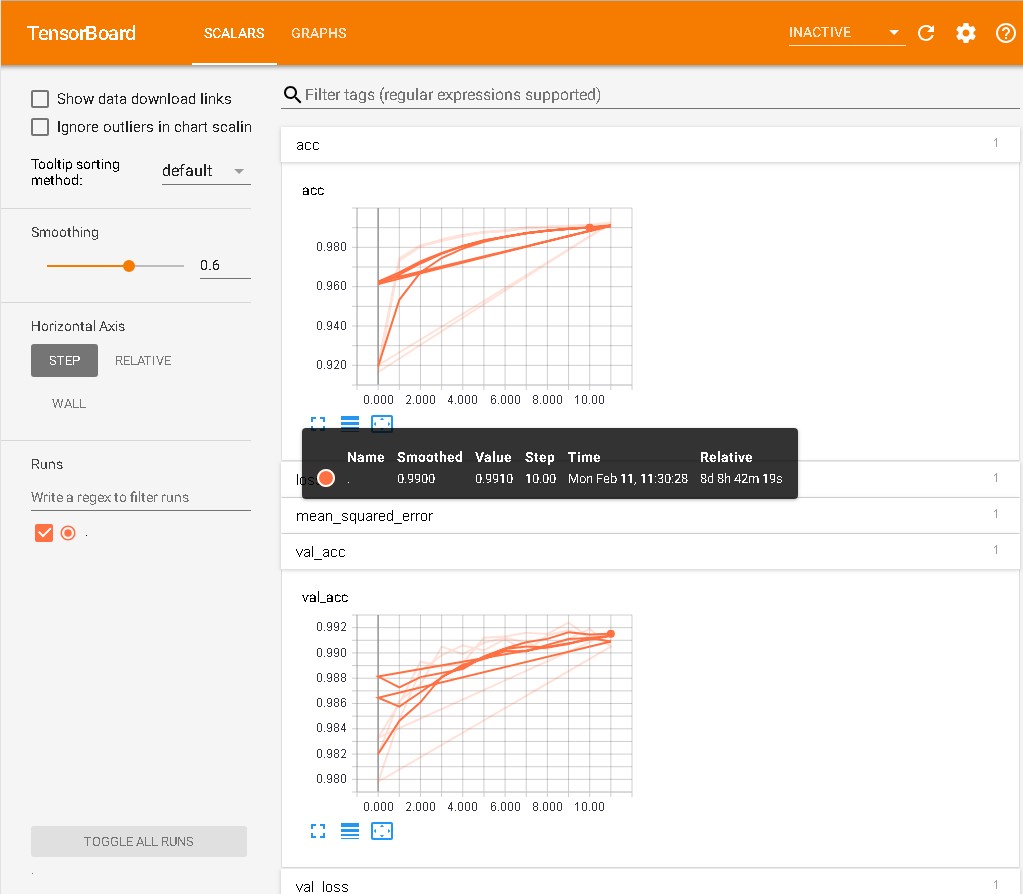 TensorBoard SCALARS GRAPHS INACTIVE
Show data download links
Ignore outliers in chart scalin
Tooltip sorting
method:
default
Smoothing
0.6
Horizontal Axis
STEP RELATIVE
WALL
Runs
Write a regex to filter runs
.
TOGGLE ALL RUNS
.
Filter tags (regular expressions supported)
acc 1
acc
0.980
0.960
0.940
0.920
0.000 2.000 4.000 6.000 8.000 10.00
Name Smoothed Value Step Time Relative
. 0.9900 0.9910 10.00 Mon Feb 11, 11:30:28 8d 8h 42m 19s
los 1
mean_squared_error 1
val_acc 1
val_acc
0.992
0.990
0.988
0.986
0.984
0.982
0.980
0.000 2.000 4.000 6.000 8.000 10.00
val_loss 1